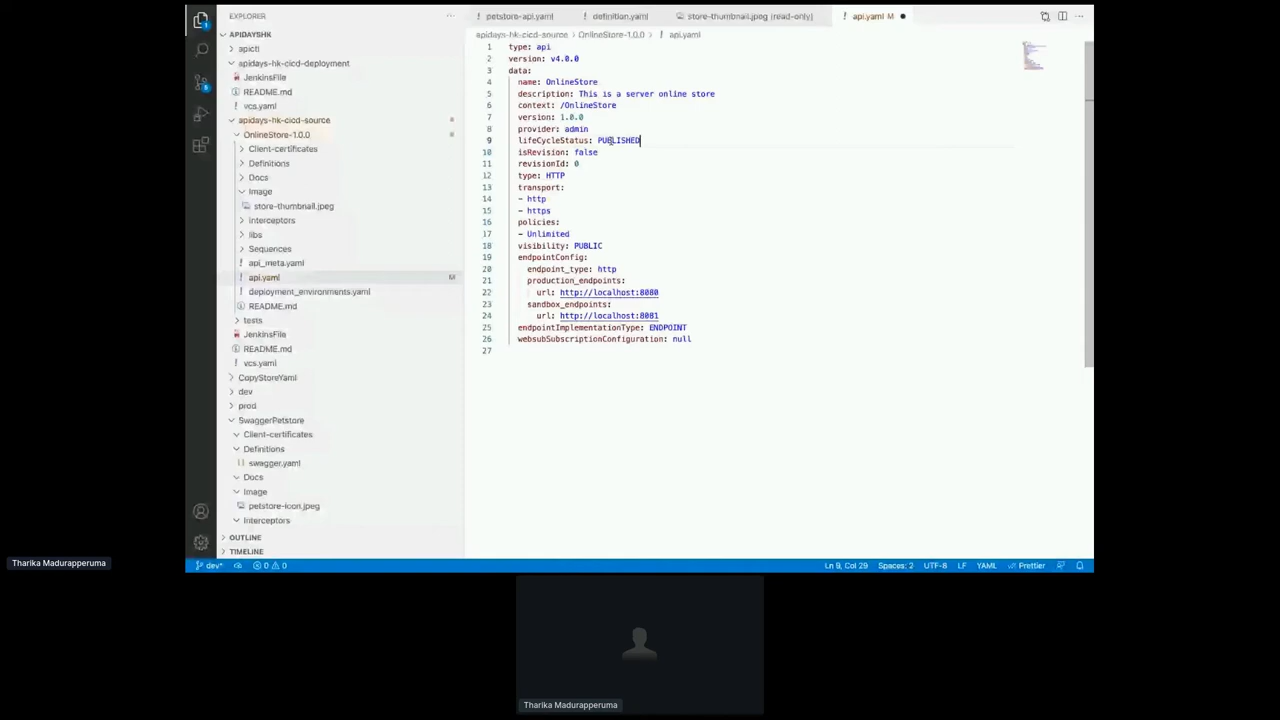 EXPLORER
APIDAYSHK
apictl
apidays-hk-cicd-deployment
JenkinsFile
README.md
vcs.yaml
apidays-hk-cicd-source
OnlineStore-1.0.0
Client-certificates
Definitions
Docs
Image
store-thumbnail.jpeg
Interceptors
libs
Sequences
api_meta.yaml
api.yaml M
deployment_environments.yaml
README.md
tests
JenkinsFile
README.md
vcs.yaml
CopyStoreYaml
dev
prod
SwaggerPetstore
Client-certificates
Definitions
swagger.yaml
Docs
Image
petstore-icon.jpeg
Interceptors
OUTLINE
TIMELINE
petstore-api.yaml definition.yaml store-thumbnail.jpeg (read-only) api.yaml M
apidays-hk-cicd-source > OnlineStore-1.0.0 > api.yaml
1 type: api
2 version: v4.0.0
3 data:
4 name: OnlineStore
5 description: This is a server online store
6 context: /OnlineStore
7 version: 1.0.0
8 provider: admin
9 lifeCycleStatus: PUBLISHED
10 isRevision: false
11 revisionId: 0
12 type: HTTP
13 transport:
14 - http
15 - https
16 policies:
17 - Unlimited
18 visibility: PUBLIC
19 endpointConfig:
20 endpoint_type: http
21 production_endpoints:
22 url: http://localhost:8080
23 sandbox_endpoints:
24 url: http://localhost:8081
25 endpointImplementationType: ENDPOINT
26 websubSubscriptionConfiguration: null
27
dev* 0 0 Ln 9, Col 29 Spaces: 2 UTF-8 LF YAML Prettier
Tharika Madurapperuma
Tharika Madurapperuma